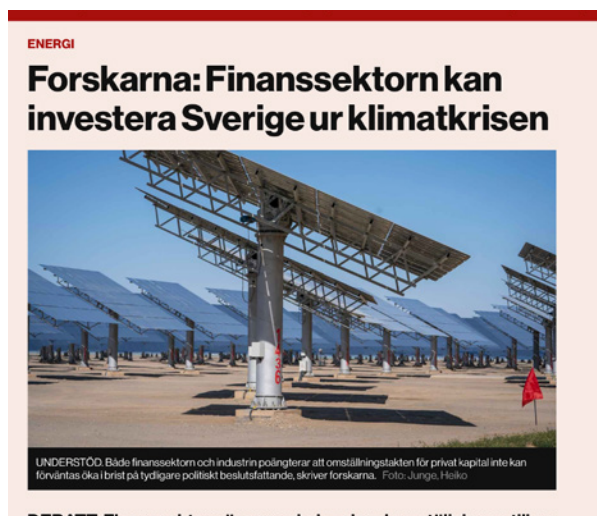 ENERGI
Forskarna: Finanssektorn kan
investera Sverige ur klimatkrisen
UNDERSTÖD. Både finanssektorn och industrin poängterar att omställningstakten för privat kapital inte kan
förväntas öka i brist på tydligare politiskt beslutsfattande, skriver forskarna. Foto: Junge, Heiko